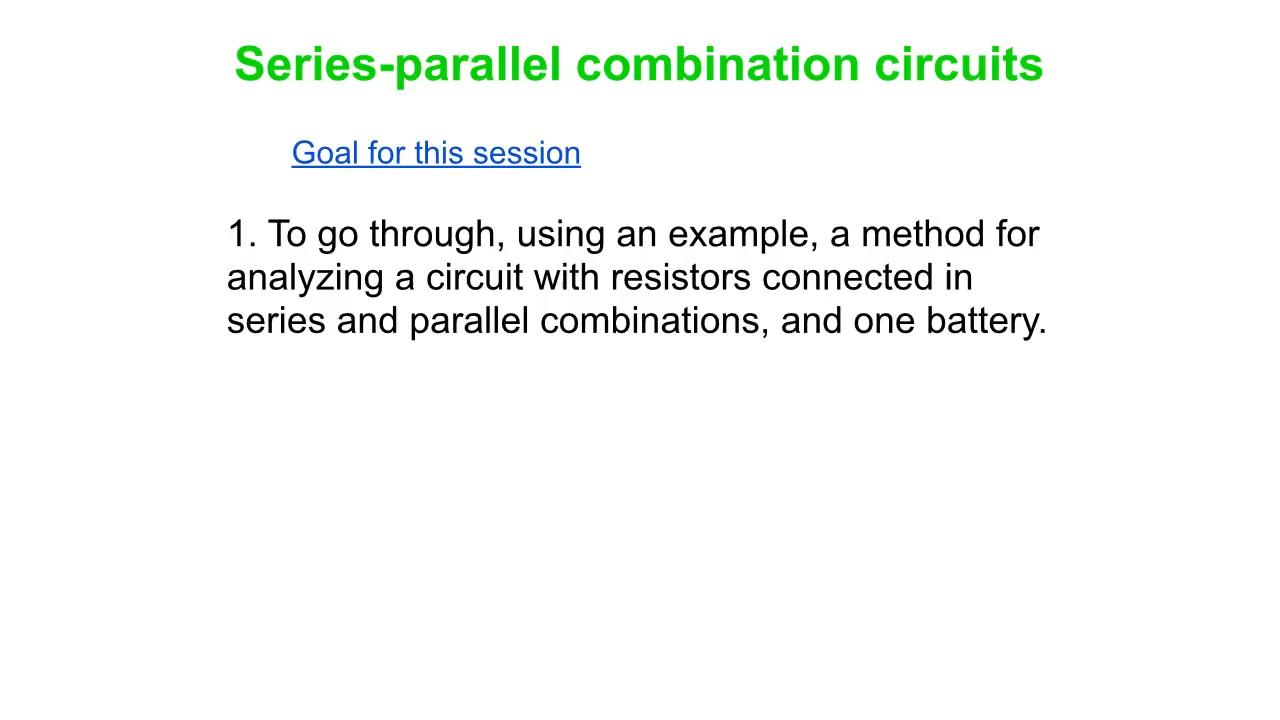 Series-parallel combination circuits
Goal for this session
1. To go through, using an example, a method for
analyzing a circuit with resistors connected in
series and parallel combinations, and one battery.